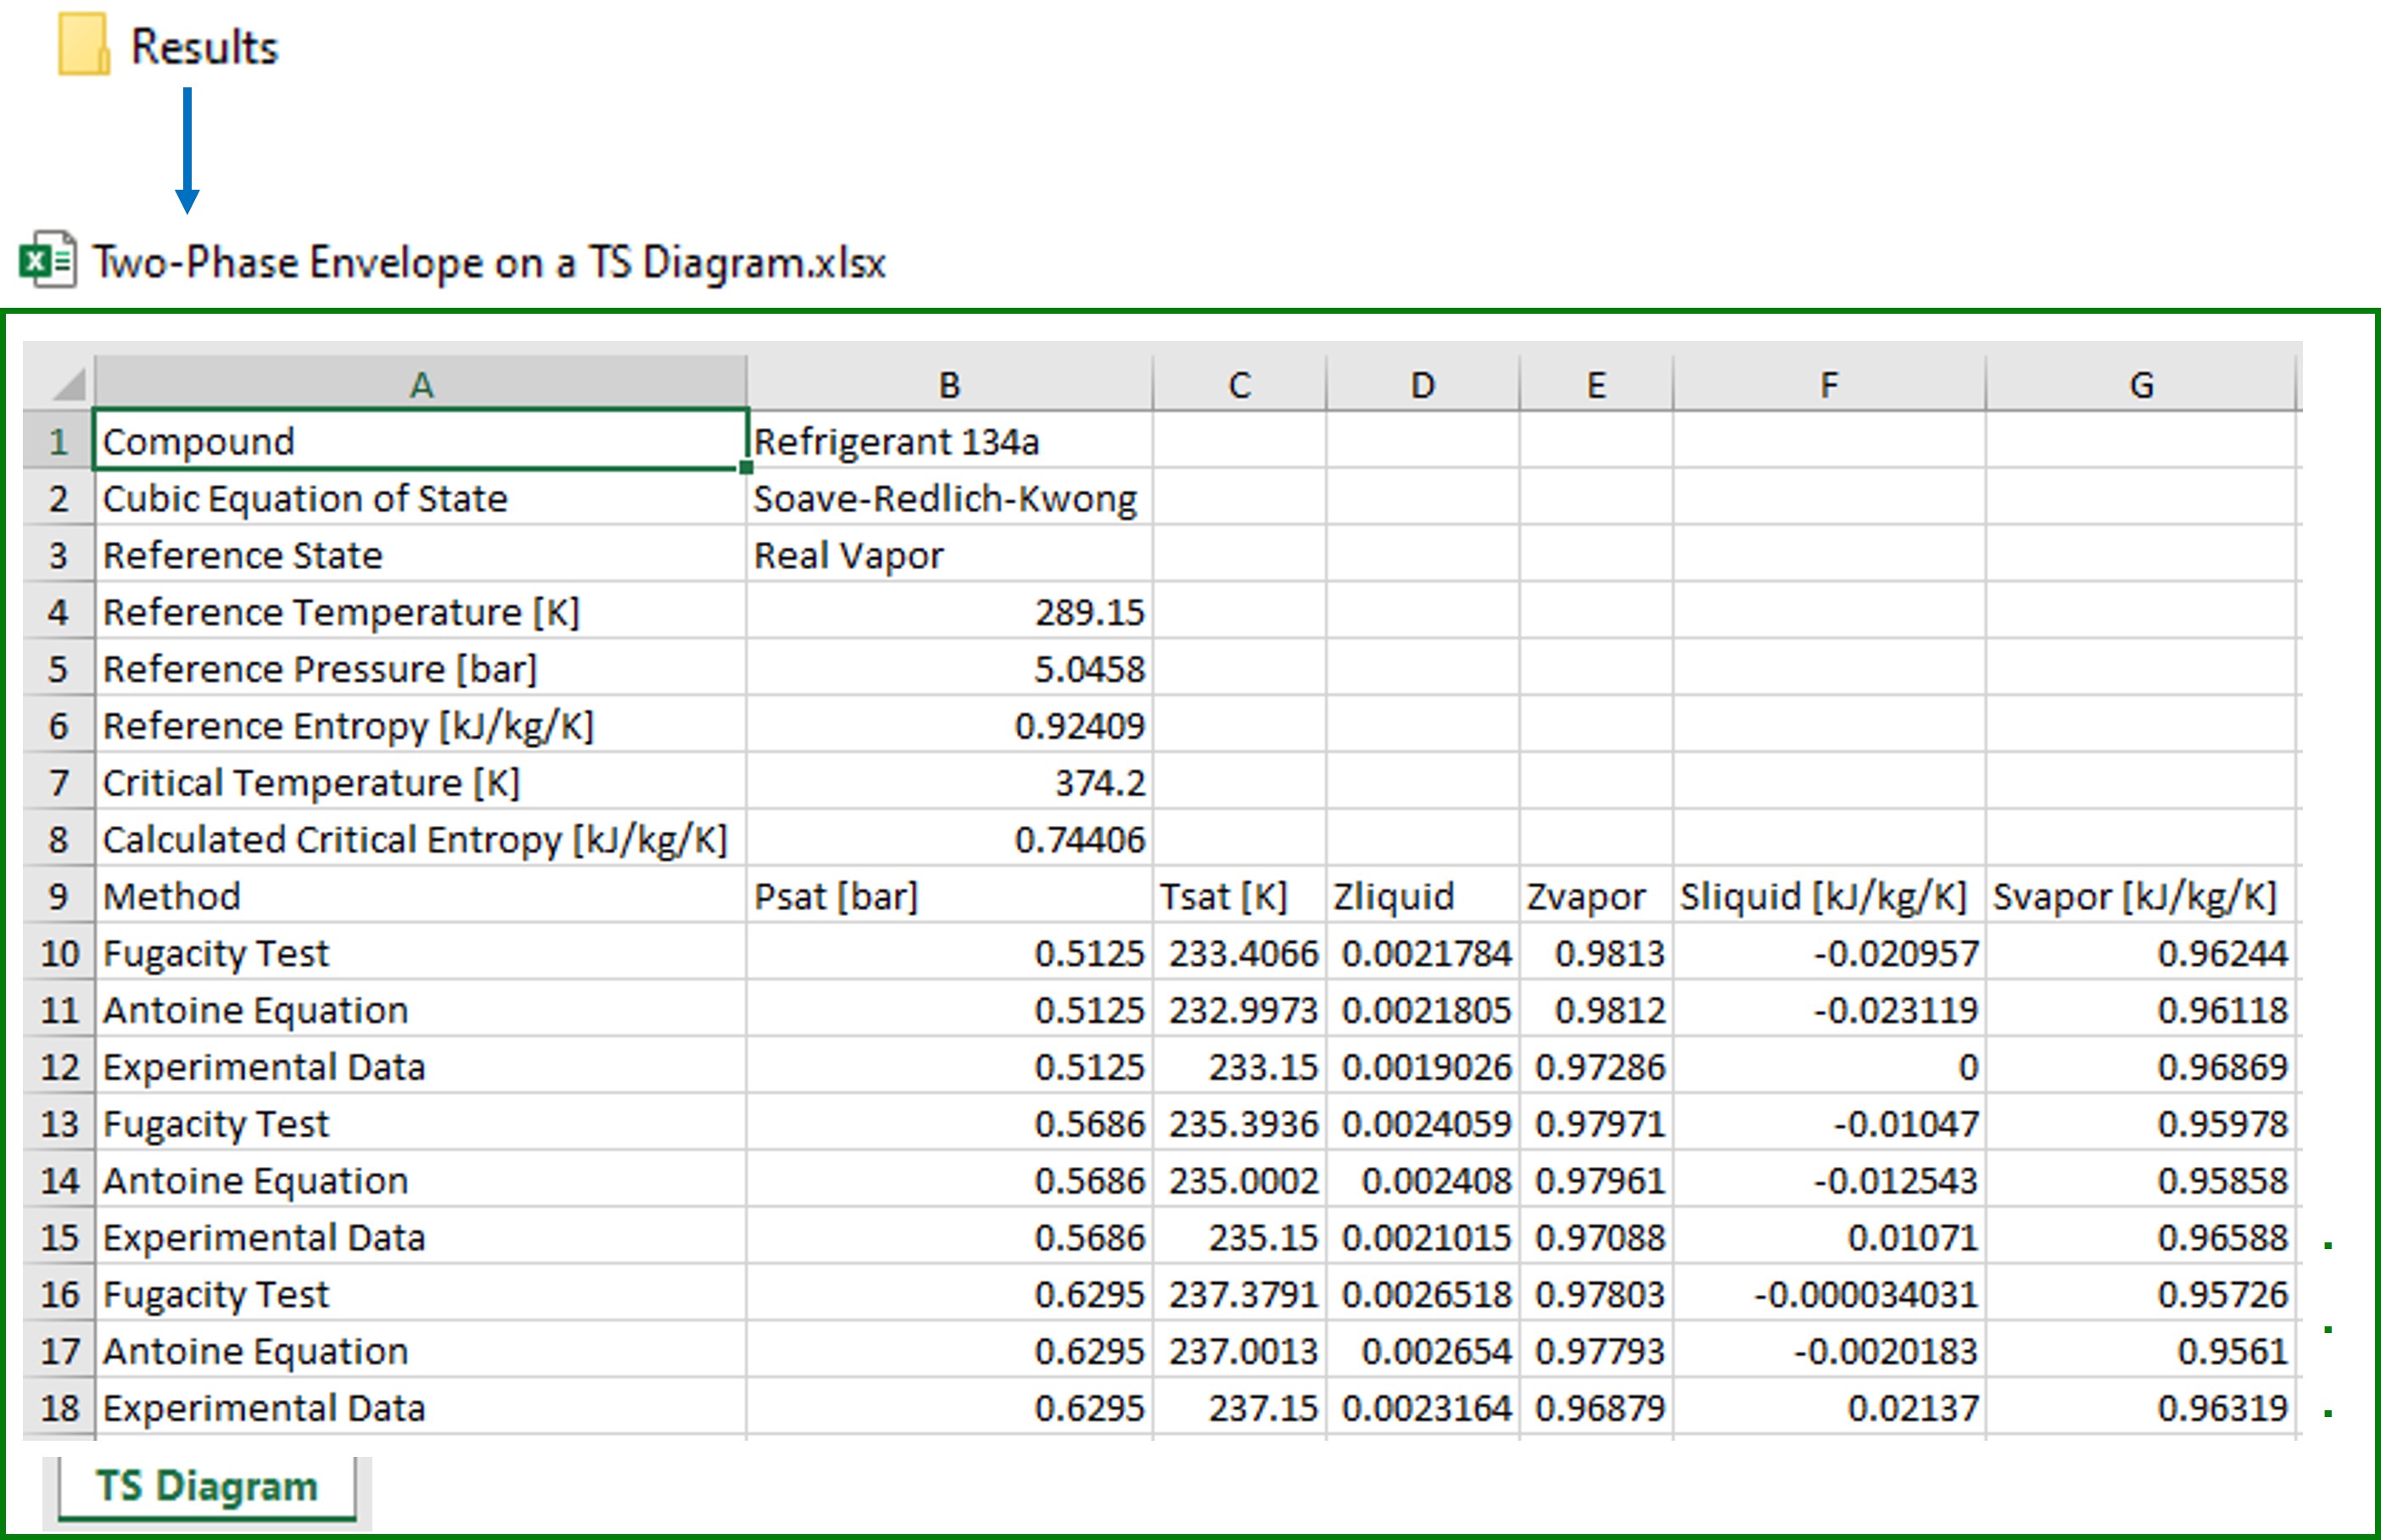 Results
Two-Phase Envelope on a TS Diagram.xlsx
A B C D E F G
1 Compound Refrigerant 134a
2 Cubic Equation of State Soave-Redlich-Kwong
3 Reference State Real Vapor
4 Reference Temperature [K] 289.15
5 Reference Pressure [bar] 5.0458
6 Reference Entropy [kJ/kg/K] 0.92409
7 Critical Temperature [K] 374.2
8 Calculated Critical Entropy [kJ/kg/K] 0.74406
9 Method Psat [bar] Tsat [K] Zliquid Zvapor Sliquid [kJ/kg/K] Svapor [kJ/kg/K]
10 Fugacity Test 0.5125 233.4066 0.0021784 0.9813 -0.020957 0.96244
11 Antoine Equation 0.5125 232.9973 0.0021805 0.9812 -0.023119 0.96118
12 Experimental Data 0.5125 233.15 0.0019026 0.97286 0 0.96869
13 Fugacity Test 0.5686 235.3936 0.0024059 0.97971 -0.01047 0.95978
14 Antoine Equation 0.5686 235.0002 0.002408 0.97961 -0.012543 0.95858
15 Experimental Data 0.5686 235.15 0.0021015 0.97088 0.01071 0.96588
16 Fugacity Test 0.6295 237.3791 0.0026518 0.97803 -0.000034031 0.95726
17 Antoine Equation 0.6295 237.0013 0.002654 0.97793 -0.0020183 0.9561
18 Experimental Data 0.6295 237.15 0.0023164 0.96879 0.02137 0.96319
TS Diagram